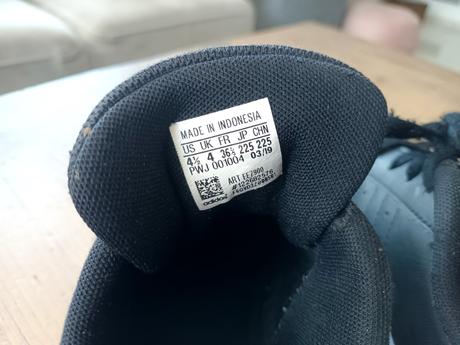 MADE IN INDONESIA
US UK FR JP CHN
4½ 4 36⅔ 225 225
PWJ 001004 03/19
ART EE7900
adidas